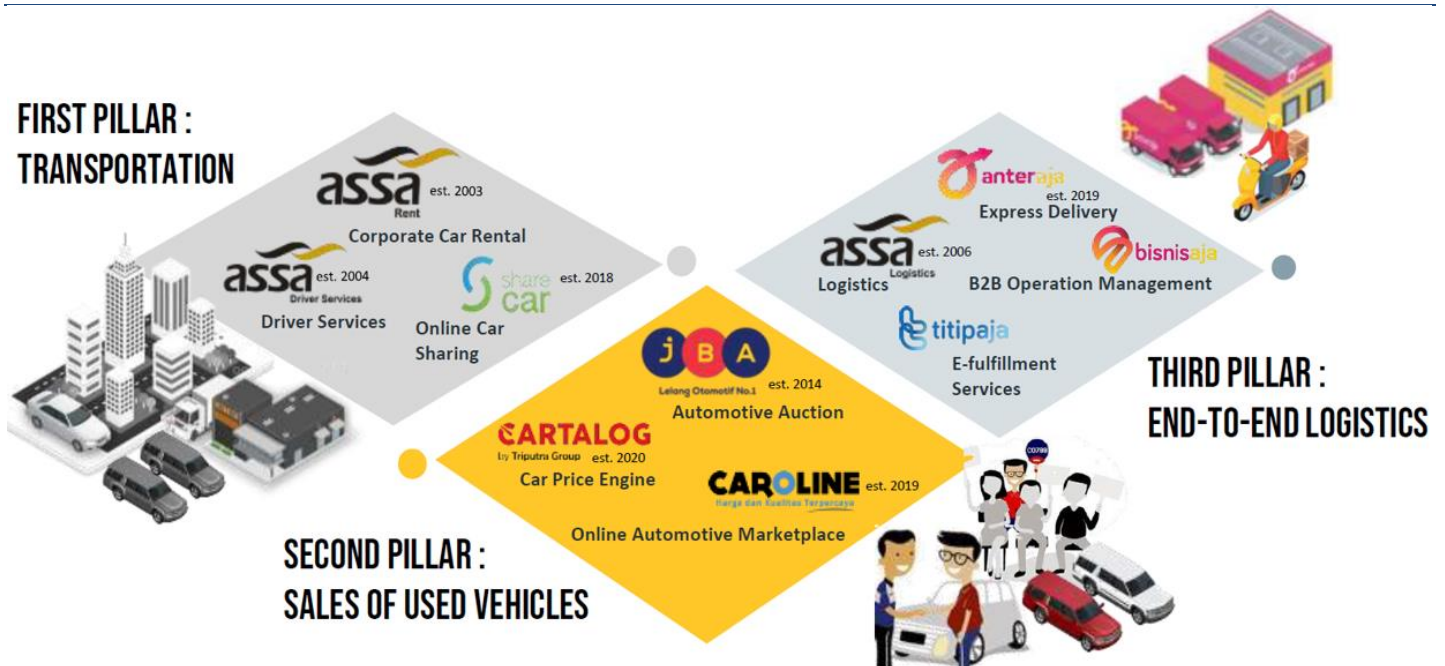 FIRST PILLAR :
TRANSPORTATION
assa
Rent
est. 2003
Corporate Car Rental
assa
Driver Services
est. 2004
Driver Services
share
car
est. 2018
Online Car
Sharing
anteraja
est. 2019
Express Delivery
assa
Logistics
est. 2006
Logistics
bisnisaja
B2B Operation Management
titipaja
E-fulfillment
Services
THIRD PILLAR :
END-TO-END LOGISTICS
JBA
Lelang Otomotif No.1
est. 2014
Automotive Auction
CARTALOG
by Triputra Group
est. 2020
Car Price Engine
CAROLINE
Harga dan Kualitas Terpercaya
est. 2019
Online Automotive Marketplace
SECOND PILLAR :
SALES OF USED VEHICLES